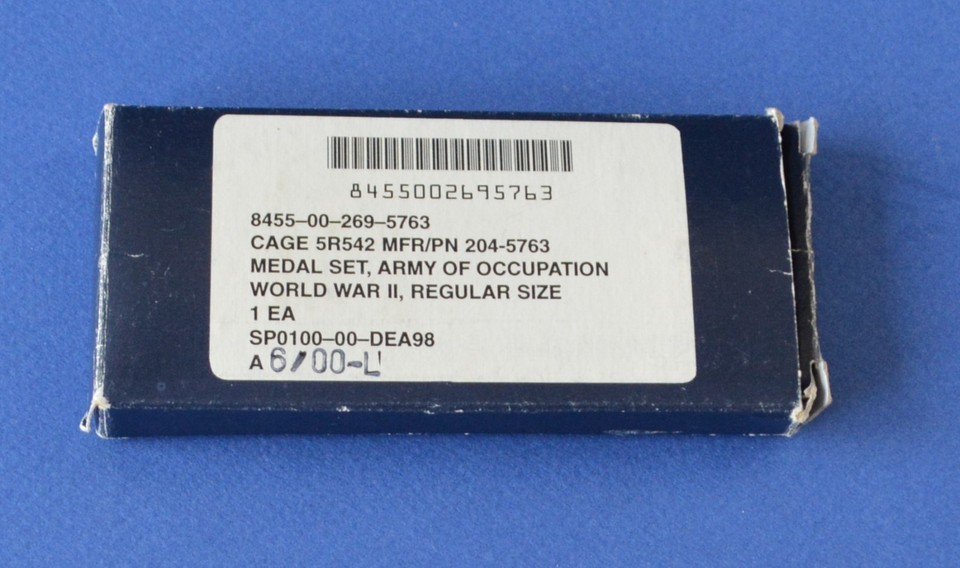 8455002695763
8455–00–269–5763
CAGE 5R542 MFR/PN 204-5763
MEDAL SET, ARMY OF OCCUPATION
WORLD WAR II, REGULAR SIZE
1 EA
SP0100–00–DEA98
A 6/00-L